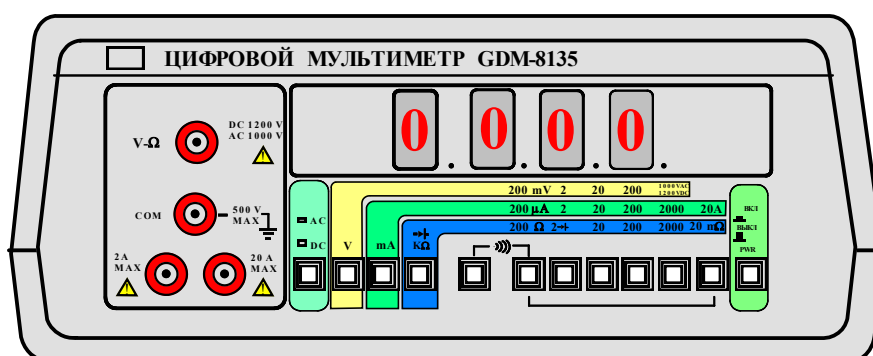 ЦИФРОВОЙ МУЛЬТИМЕТР GDM-8135
0.0.0.0.
V-Ω
DC 1200 V
AC 1000 V
COM
500 V
MAX
2A
MAX
20 A
MAX
AC
DC
V
mA
KΩ
200 mV 2 20 200 1000VAC
1200VDC
200 μA 2 20 200 2000 20A
200 Ω 2 20 200 2000 20 mΩ
ВКЛ
ВЫКЛ
PWR